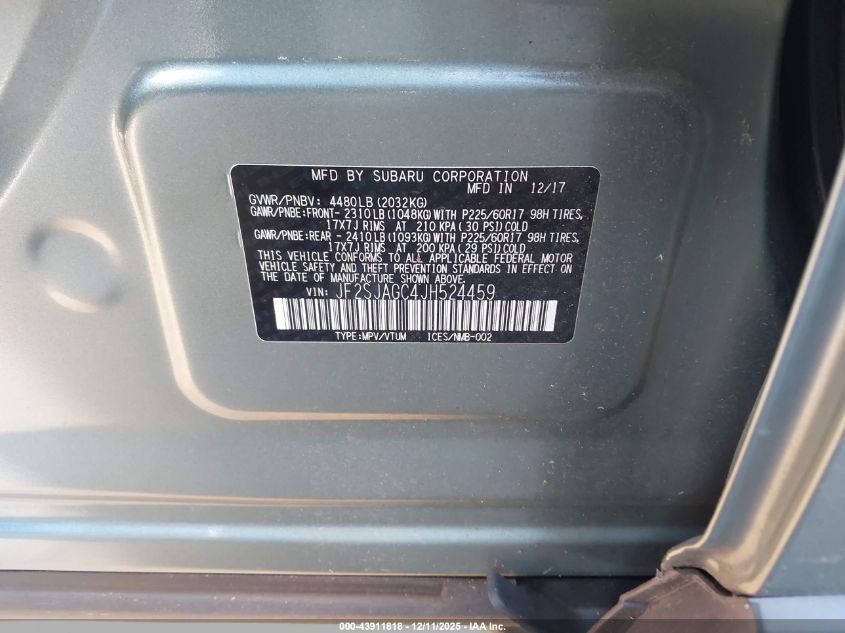 MFD BY SUBARU CORPORATION
MFD IN 12/17
GVWR/PNBV: 4480LB(2032KG)
GAWR/PNBE:FRONT-2310LB(1048KG)WITH P225/60R17 98H TIRES,
17X7J RIMS AT 210 KPA( 30 PSI)COLD
GAWR/PNBE:REAR -2410LB(1093KG)WITH P225/60R17 98H TIRES,
17X7J RIMS AT 200 KPA( 29 PSI)COLD
THIS VEHICLE CONFORMS TO ALL APPLICABLE FEDERAL MOTOR
VEHICLE SAFETY AND THEFT PREVENTION STANDARDS IN EFFECT ON
THE DATE OF MANUFACTURE SHOWN ABOVE.
VIN: JF2SJAGC4JH524459
TYPE:MPV/VTUM ICES/NMB-002
000-43911818 - 12/11/2025 - IAA Inc.